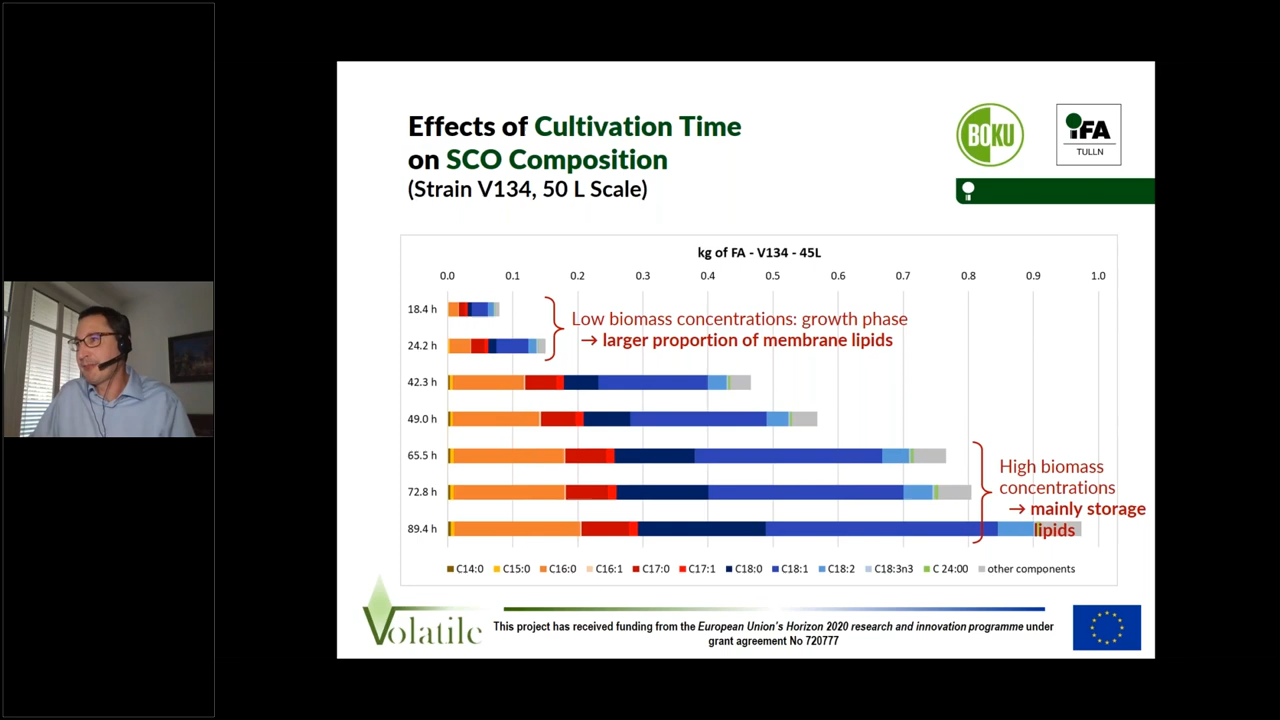 Effects of Cultivation Time
on SCO Composition
(Strain V134, 50 L Scale)
BOKU
iFA
TULLN
kg of FA - V134 - 45L
0.0 0.1 0.2 0.3 0.4 0.5 0.6 0.7 0.8 0.9 1.0
18.4 h
24.2 h
42.3 h
49.0 h
65.5 h
72.8 h
89.4 h
Low biomass concentrations: growth phase
→ larger proportion of membrane lipids
High biomass
concentrations
→ mainly storage
lipids
C14:0 C15:0 C16:0 C16:1 C17:0 C17:1 C18:0 C18:1 C18:2 C18:3n3 C 24:00 other components
Volatile
This project has received funding from the European Union's Horizon 2020 research and innovation programme under
grant agreement No 720777